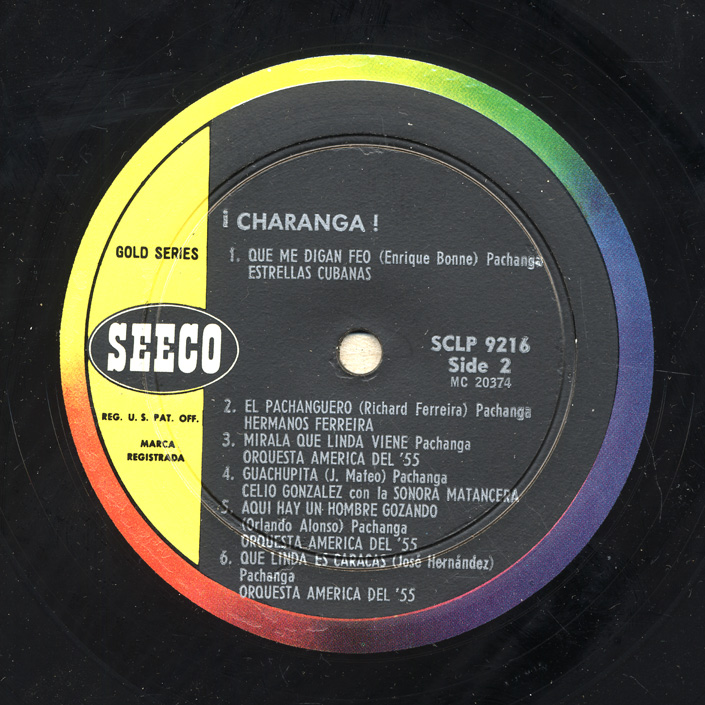 ¡ CHARANGA !
GOLD SERIES
1. QUE ME DIGAN FEO (Enrique Bonne) Pachanga
ESTRELLAS CUBANAS
SEECO
SCLP 9216
Side 2
MC 20374
REG. U. S. PAT. OFF.
MARCA
REGISTRADA
2. EL PACHANGUERO (Richard Ferreira) Pachanga
HERMANOS FERREIRA
3. MIRALA QUE LINDA VIENE Pachanga
ORQUESTA AMERICA DEL '55
4. GUACHUPITA (J. Mateo) Pachanga
CELIO GONZALEZ con la SONORA MATANCERA
5. AQUI HAY UN HOMBRE GOZANDO
(Orlando Alonso) Pachanga
ORQUESTA AMERICA DEL '55
6. QUE LINDA ES CARACAS (José Hernández)
Pachanga
ORQUESTA AMERICA DEL '55